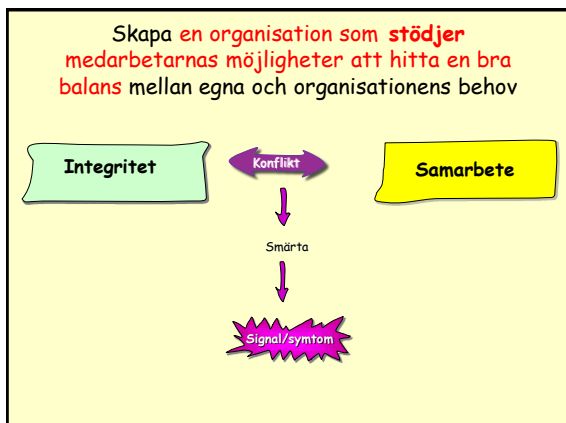 Skapa en organisation som stödjer
medarbetarnas möjligheter att hitta en bra
balans mellan egna och organisationens behov
Integritet
Konflikt
Samarbete
Smärta
Signal/symtom